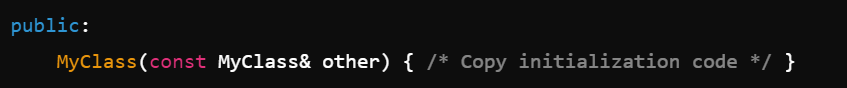 public:
MyClass(const MyClass& other) { /* Copy initialization code */ }